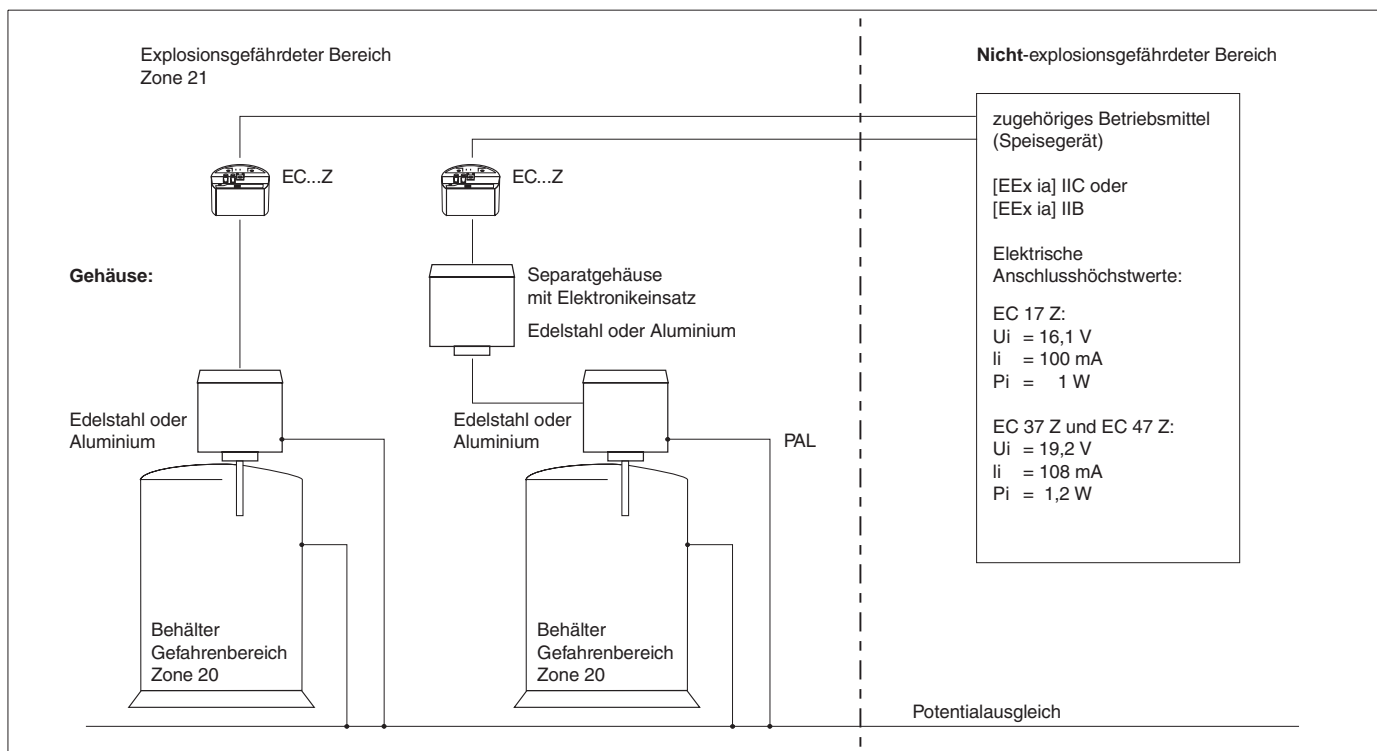 Explosionsgefährdeter Bereich
Zone 21
Nicht-explosionsgefährdeter Bereich
zugehöriges Betriebsmittel
(Speisegerät)
[EEx ia] IIC oder
[EEx ia] IIB
Elektrische
Anschlusshöchstwerte:
EC 17 Z:
Ui = 16,1 V
Ii = 100 mA
Pi = 1 W
EC 37 Z und EC 47 Z:
Ui = 19,2 V
Ii = 108 mA
Pi = 1,2 W
EC...Z
EC...Z
Gehäuse:
Separatgehäuse
mit Elektronikeinsatz
Edelstahl oder Aluminium
Edelstahl oder
Aluminium
Edelstahl oder
Aluminium
PAL
Behälter
Gefahrenbereich
Zone 20
Behälter
Gefahrenbereich
Zone 20
Potentialausgleich